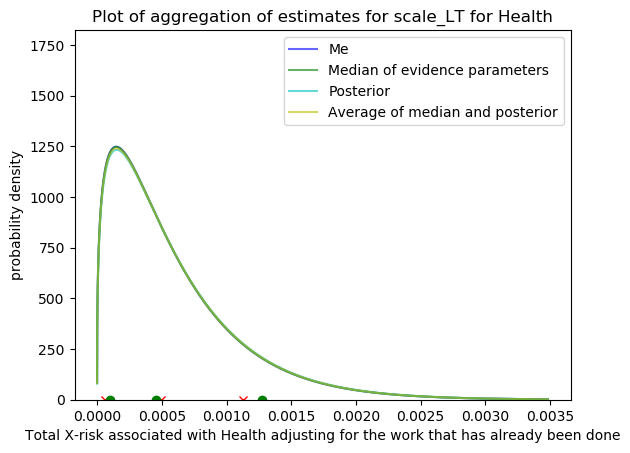 Plot of aggregation of estimates for scale_LT for Health
Me
Median of evidence parameters
Posterior
Average of median and posterior
probability density
1750
1500
1250
1000
750
500
250
0
0.0000
0.0005
0.0010
0.0015
0.0020
0.0025
0.0030
0.0035
Total X-risk associated with Health adjusting for the work that has already been done